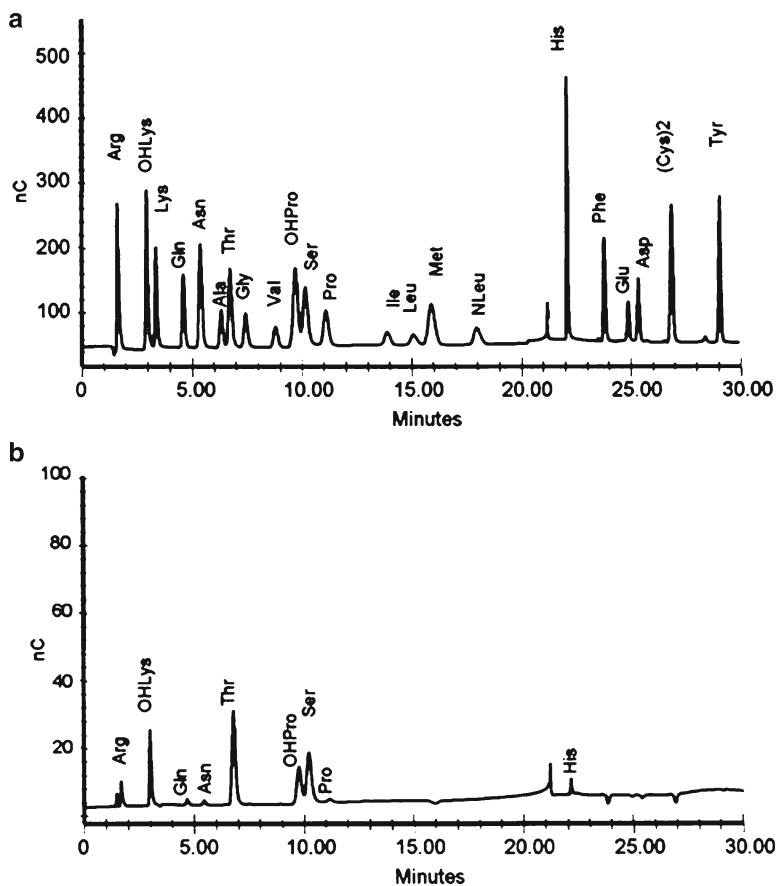 a
500
400
300
200
100
nC
Arg
OHLys
Lys
Gln
Asn
Ala
Thr
Gly
Val
OHPro
Ser
Pro
Ile
Leu
Met
NLeu
His
Phe
Glu
Asp
(Cys)2
Tyr
0 5.00 10.00 15.00 20.00 25.00 30.00
Minutes
b
100
80
60
40
20
0
nC
Arg
OHLys
Gln
Asn
Thr
OHPro
Ser
Pro
His
0 5.00 10.00 15.00 20.00 25.00 30.00
Minutes